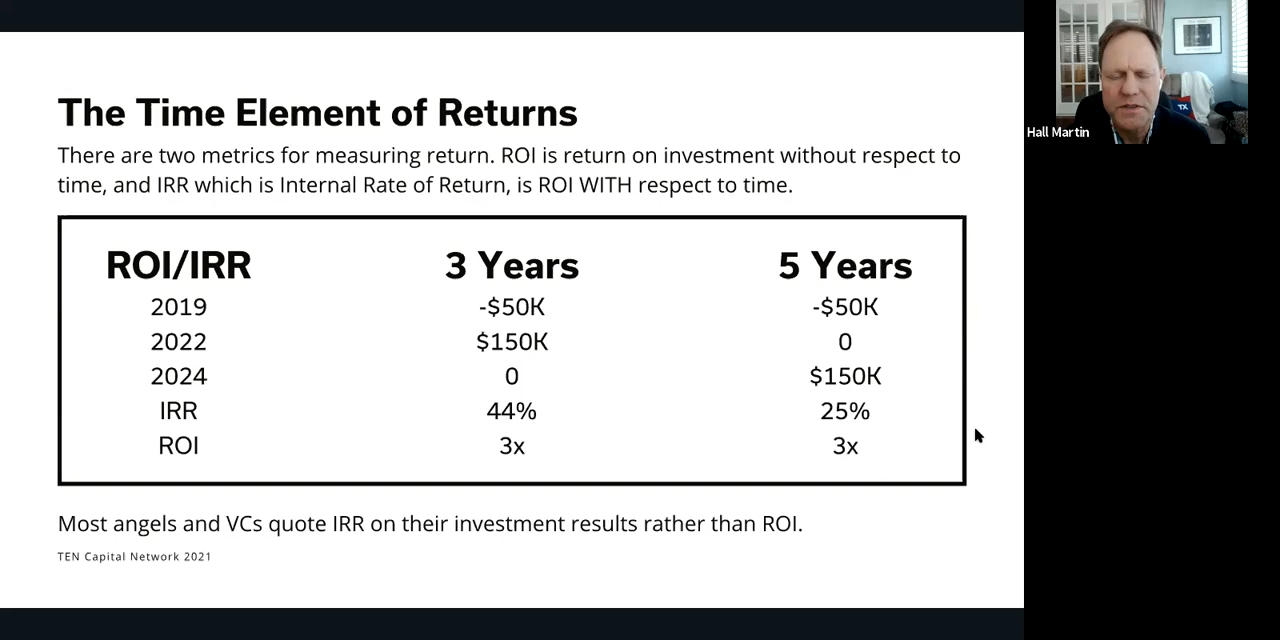 The Time Element of Returns
There are two metrics for measuring return. ROI is return on investment without respect to
time, and IRR which is Internal Rate of Return, is ROI WITH respect to time.
ROI/IRR 3 Years 5 Years
2019 -$50K -$50K
2022 $150K 0
2024 0 $150K
IRR 44% 25%
ROI 3x 3x
Most angels and VCs quote IRR on their investment results rather than ROI.
TEN Capital Network 2021
Hall Martin
TX